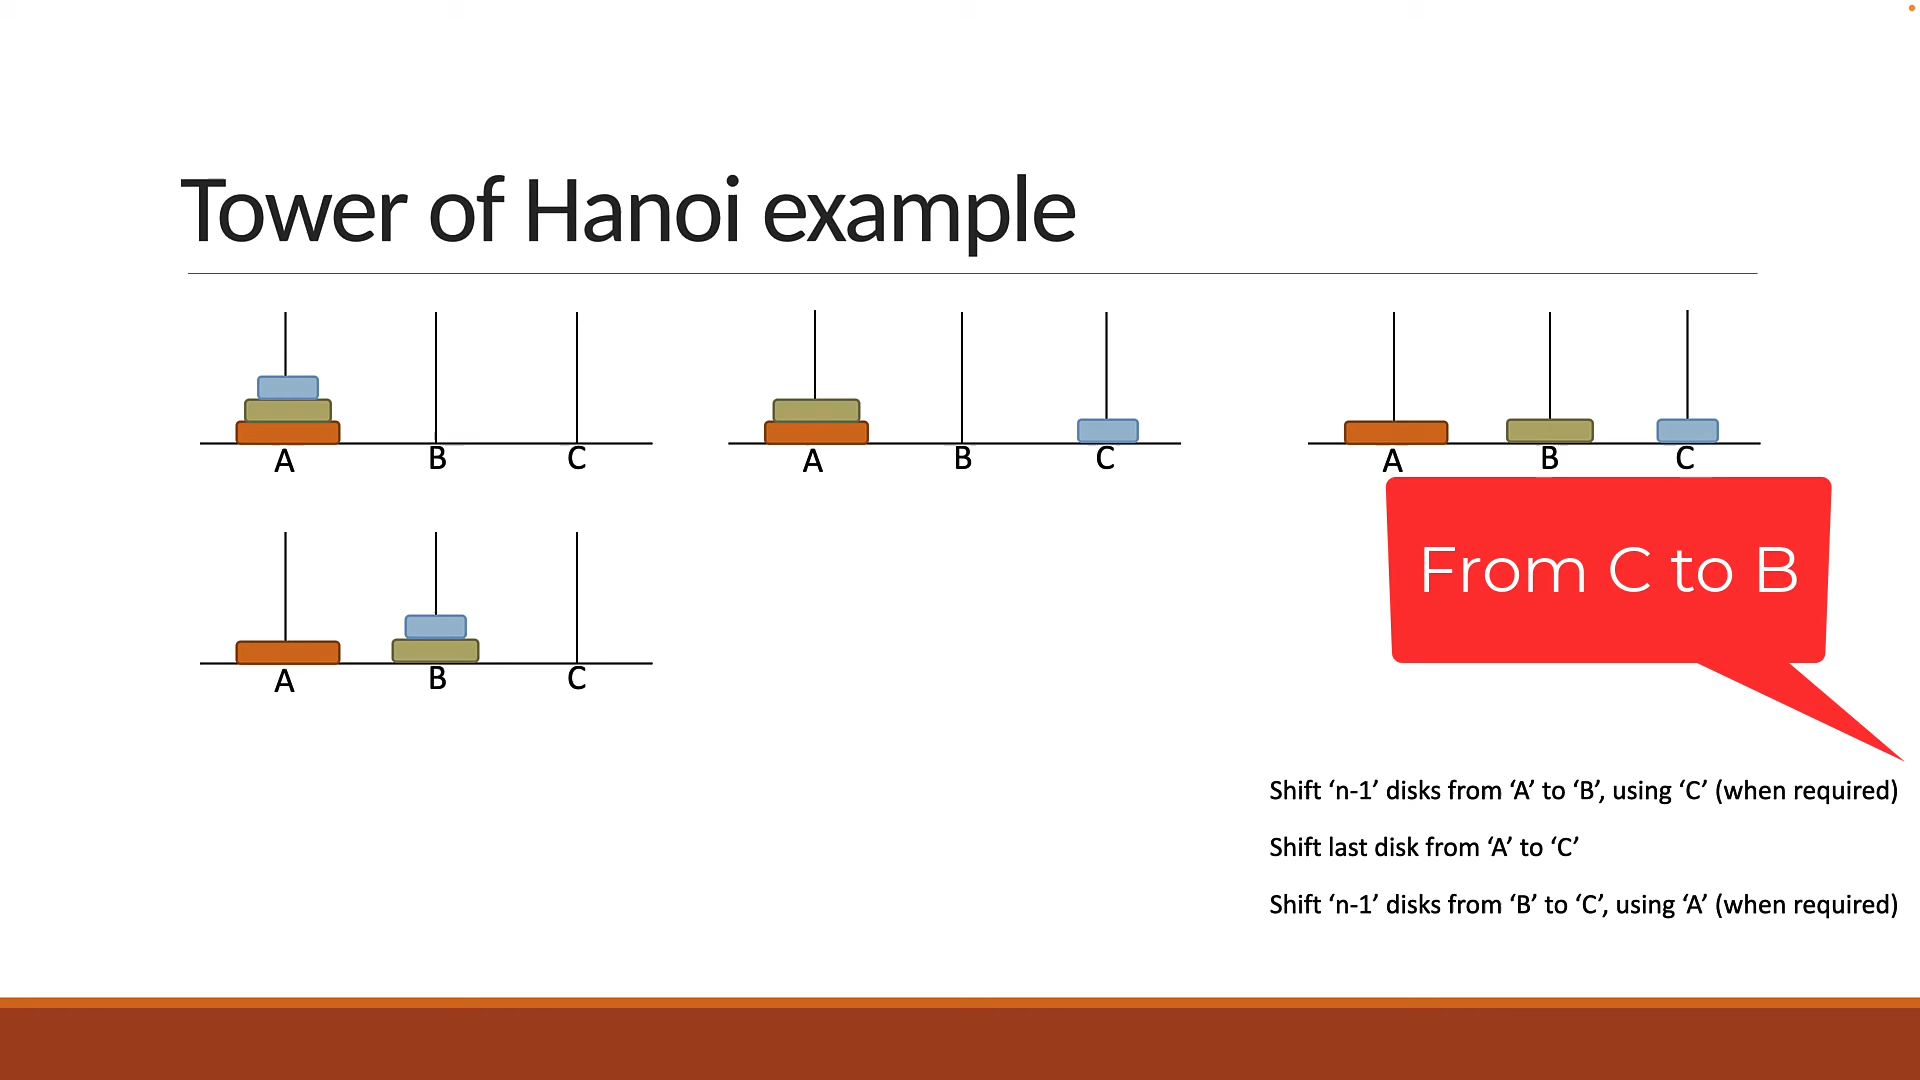 Tower of Hanoi example
A B C
A B C
A B C
From C to B
A B C
Shift ‘n-1’ disks from ‘A’ to ‘B’, using ‘C’ (when required)
Shift last disk from ‘A’ to ‘C’
Shift ‘n-1’ disks from ‘B’ to ‘C’, using ‘A’ (when required)